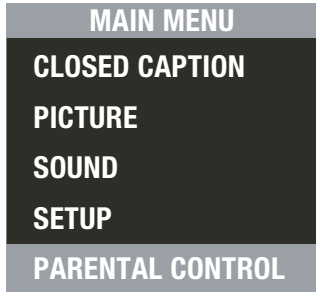 MAIN MENU
CLOSED CAPTION
PICTURE
SOUND
SETUP
PARENTAL CONTROL